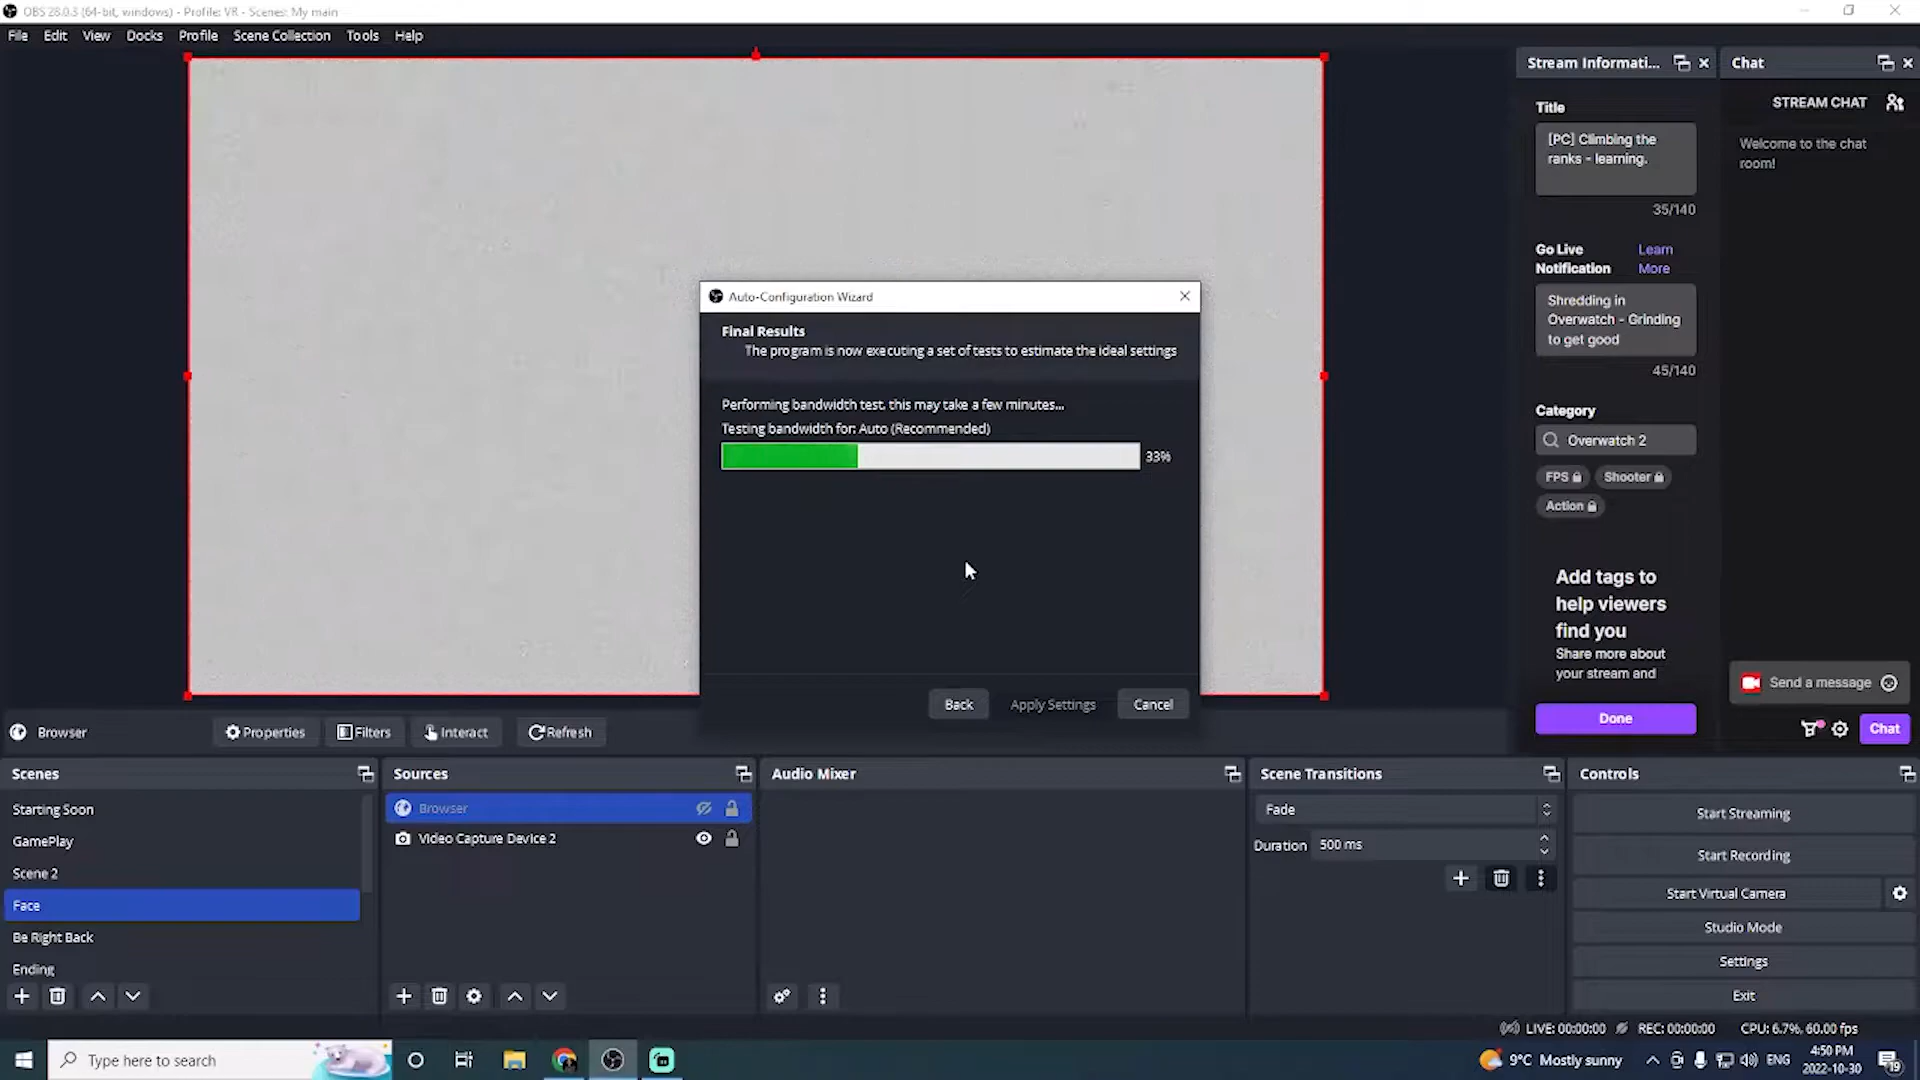 OBS 28.0.3 (64-bit, windows) - Profile: VR - Scenes: My main
File Edit View Docks Profile Scene Collection Tools Help
Stream Informati...
Chat
Title
[PC] Climbing the
ranks - learning.
35/140
Go Live
Notification
Learn
More
Shredding in
Overwatch - Grinding
to get good
45/140
Category
Overwatch 2
FPS
Shooter
Action
Add tags to
help viewers
find you
Share more about
your stream and
Done
STREAM CHAT
Welcome to the chat
room!
Send a message
Chat
Auto-Configuration Wizard
Final Results
The program is now executing a set of tests to estimate the ideal settings
Performing bandwidth test, this may take a few minutes...
Testing bandwidth for: Auto (Recommended)
33%
Back
Apply Settings
Cancel
Browser
Properties
Filters
Interact
Refresh
Scenes
Starting Soon
GamePlay
Scene 2
Face
Be Right Back
Ending
Sources
Browser
Video Capture Device 2
Audio Mixer
Scene Transitions
Fade
Duration 500 ms
Controls
Start Streaming
Start Recording
Start Virtual Camera
Studio Mode
Settings
Exit
LIVE: 00:00:00 REC: 00:00:00 CPU: 6.7%, 60.00 fps
Type here to search
9°C Mostly sunny
ENG
4:50 PM
2022-10-30
19